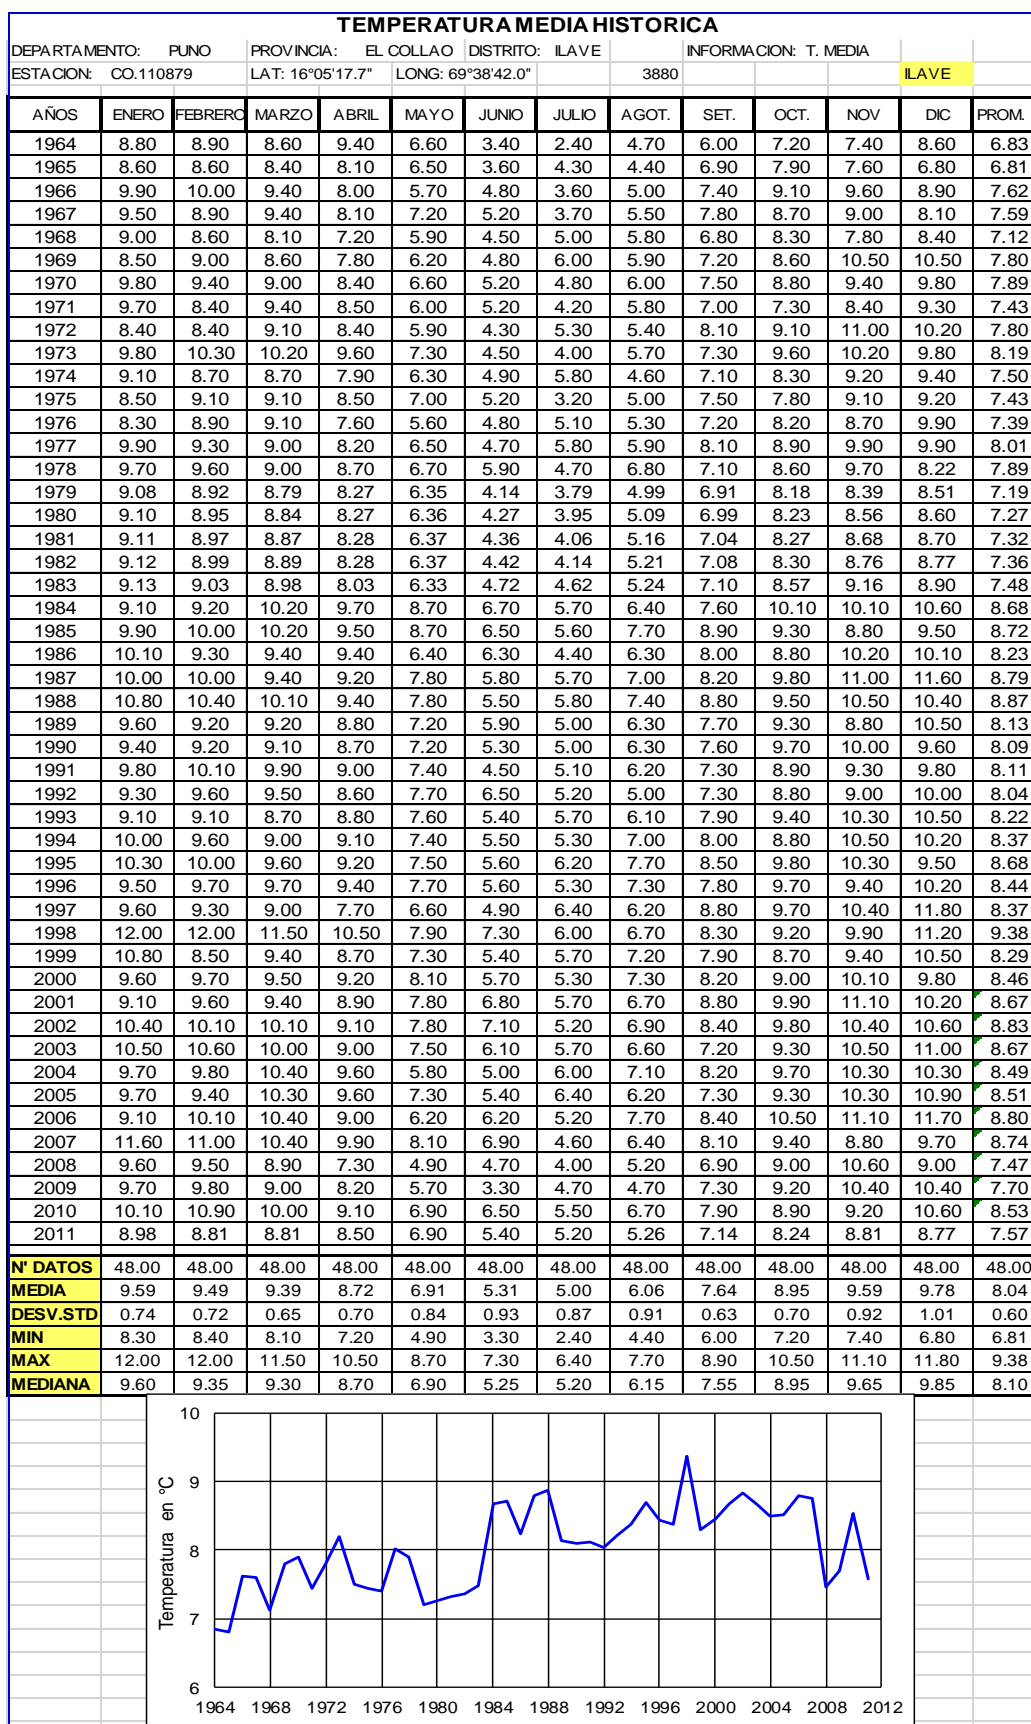 TEMPERATURA MEDIA HISTORICA
DEPARTAMENTO: PUNO PROVINCIA: EL COLLAO DISTRITO: ILAVE INFORMACION: T. MEDIA
ESTACION: CO.110879 LAT: 16°05'17.7" LONG: 69°38'42.0" 3880 ILAVE
AÑOS ENERO FEBRERO MARZO ABRIL MAYO JUNIO JULIO AGOT. SET. OCT. NOV DIC PROM.
1964 8.80 8.90 8.60 9.40 6.60 3.40 2.40 4.70 6.00 7.20 7.40 8.60 6.83
1965 8.60 8.60 8.40 8.10 6.50 3.60 4.30 4.40 6.90 7.90 7.60 6.80 6.81
1966 9.90 10.00 9.40 8.00 5.70 4.80 3.60 5.00 7.40 9.10 9.60 8.90 7.62
1967 9.50 8.90 9.40 8.10 7.20 5.20 3.70 5.50 7.80 8.70 9.00 8.10 7.59
1968 9.00 8.60 8.10 7.20 5.90 4.50 5.00 5.80 6.80 8.30 7.80 8.40 7.12
1969 8.50 9.00 8.60 7.80 6.20 4.80 6.00 5.90 7.20 8.60 10.50 10.50 7.80
1970 9.80 9.40 9.00 8.40 6.60 5.20 4.80 6.00 7.50 8.80 9.40 9.80 7.89
1971 9.70 8.40 9.40 8.50 6.00 5.20 4.20 5.80 7.00 7.30 8.40 9.30 7.43
1972 8.40 8.40 9.10 8.40 5.90 4.30 5.30 5.40 8.10 9.10 11.00 10.20 7.80
1973 9.80 10.30 10.20 9.60 7.30 4.50 4.00 5.70 7.30 9.60 10.20 9.80 8.19
1974 9.10 8.70 8.70 7.90 6.30 4.90 5.80 4.60 7.10 8.30 9.20 9.40 7.50
1975 8.50 9.10 9.10 8.50 7.00 5.20 3.20 5.00 7.50 7.80 9.10 9.20 7.43
1976 8.30 8.90 9.10 7.60 5.60 4.80 5.10 5.30 7.20 8.20 8.70 9.90 7.39
1977 9.90 9.30 9.00 8.20 6.50 4.70 5.80 5.90 8.10 8.90 9.90 9.90 8.01
1978 9.70 9.60 9.00 8.70 6.70 5.90 4.70 6.80 7.10 8.60 9.70 8.22 7.89
1979 9.08 8.92 8.79 8.27 6.35 4.14 3.79 4.99 6.91 8.18 8.39 8.51 7.19
1980 9.10 8.95 8.84 8.27 6.36 4.27 3.95 5.09 6.99 8.23 8.56 8.60 7.27
1981 9.11 8.97 8.87 8.28 6.37 4.36 4.06 5.16 7.04 8.27 8.68 8.70 7.32
1982 9.12 8.99 8.89 8.28 6.37 4.42 4.14 5.21 7.08 8.30 8.76 8.77 7.36
1983 9.13 9.03 8.98 8.03 6.33 4.72 4.62 5.24 7.10 8.57 9.16 8.90 7.48
1984 9.10 9.20 10.20 9.70 8.70 6.70 5.70 6.40 7.60 10.10 10.10 10.60 8.68
1985 9.90 10.00 10.20 9.50 8.70 6.50 5.60 7.70 8.90 9.30 8.80 9.50 8.72
1986 10.10 9.30 9.40 9.40 6.40 6.30 4.40 6.30 8.00 8.80 10.20 10.10 8.23
1987 10.00 10.00 9.40 9.20 7.80 5.80 5.70 7.00 8.20 9.80 11.00 11.60 8.79
1988 10.80 10.40 10.10 9.40 7.80 5.50 5.80 7.40 8.80 9.50 10.50 10.40 8.87
1989 9.60 9.20 9.20 8.80 7.20 5.90 5.00 6.30 7.70 9.30 8.80 10.50 8.13
1990 9.40 9.20 9.10 8.70 7.20 5.30 5.00 6.30 7.60 9.70 10.00 9.60 8.09
1991 9.80 10.10 9.90 9.00 7.40 4.50 5.10 6.20 7.30 8.90 9.30 9.80 8.11
1992 9.30 9.60 9.50 8.60 7.70 6.50 5.20 5.00 7.30 8.80 9.00 10.00 8.04
1993 9.10 9.10 8.70 8.80 7.60 5.40 5.70 6.10 7.90 9.40 10.30 10.50 8.22
1994 10.00 9.60 9.00 9.10 7.40 5.50 5.30 7.00 8.00 8.80 10.50 10.20 8.37
1995 10.30 10.00 9.60 9.20 7.50 5.60 6.20 7.70 8.50 9.80 10.30 9.50 8.68
1996 9.50 9.70 9.70 9.40 7.70 5.60 5.30 7.30 7.80 9.70 9.40 10.20 8.44
1997 9.60 9.30 9.00 7.70 6.60 4.90 6.40 6.20 8.80 9.70 10.40 11.80 8.37
1998 12.00 12.00 11.50 10.50 7.90 7.30 6.00 6.70 8.30 9.20 9.90 11.20 9.38
1999 10.80 8.50 9.40 8.70 7.30 5.40 5.70 7.20 7.90 8.70 9.40 10.50 8.29
2000 9.60 9.70 9.50 9.20 8.10 5.70 5.30 7.30 8.20 9.00 10.10 9.80 8.46
2001 9.10 9.60 9.40 8.90 7.80 6.80 5.70 6.70 8.80 9.90 11.10 10.20 8.67
2002 10.40 10.10 10.10 9.10 7.80 7.10 5.20 6.90 8.40 9.80 10.40 10.60 8.83
2003 10.50 10.60 10.00 9.00 7.50 6.10 5.70 6.60 7.20 9.30 10.50 11.00 8.67
2004 9.70 9.80 10.40 9.60 5.80 5.00 6.00 7.10 8.20 9.70 10.30 10.30 8.49
2005 9.70 9.40 10.30 9.60 7.30 5.40 6.40 6.20 7.30 9.30 10.30 10.90 8.51
2006 9.10 10.10 10.40 9.00 6.20 6.20 5.20 7.70 8.40 10.50 11.10 11.70 8.80
2007 11.60 11.00 10.40 9.90 8.10 6.90 4.60 6.40 8.10 9.40 8.80 9.70 8.74
2008 9.60 9.50 8.90 7.30 4.90 4.70 4.00 5.20 6.90 9.00 10.60 9.00 7.47
2009 9.70 9.80 9.00 8.20 5.70 3.30 4.70 4.70 7.30 9.20 10.40 10.40 7.70
2010 10.10 10.90 10.00 9.10 6.90 6.50 5.50 6.70 7.90 8.90 9.20 10.60 8.53
2011 8.98 8.81 8.81 8.50 6.90 5.40 5.20 5.26 7.14 8.24 8.81 8.77 7.57
N' DATOS 48.00 48.00 48.00 48.00 48.00 48.00 48.00 48.00 48.00 48.00 48.00 48.00 48.00
MEDIA 9.59 9.49 9.39 8.72 6.91 5.31 5.00 6.06 7.64 8.95 9.59 9.78 8.04
DESV.STD 0.74 0.72 0.65 0.70 0.84 0.93 0.87 0.91 0.63 0.70 0.92 1.01 0.60
MIN 8.30 8.40 8.10 7.20 4.90 3.30 2.40 4.40 6.00 7.20 7.40 6.80 6.81
MAX 12.00 12.00 11.50 10.50 8.70 7.30 6.40 7.70 8.90 10.50 11.10 11.80 9.38
MEDIANA 9.60 9.35 9.30 8.70 6.90 5.25 5.20 6.15 7.55 8.95 9.65 9.85 8.10
10
9
8
7
6
Temperatura en °C
1964 1968 1972 1976 1980 1984 1988 1992 1996 2000 2004 2008 2012